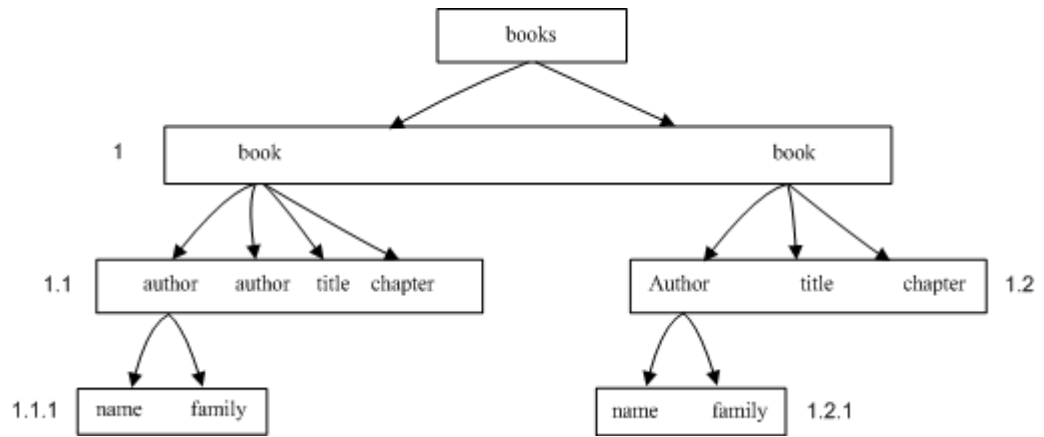 books
1 book book
1.1 author author title chapter
Author title chapter 1.2
1.1.1 name family
name family 1.2.1